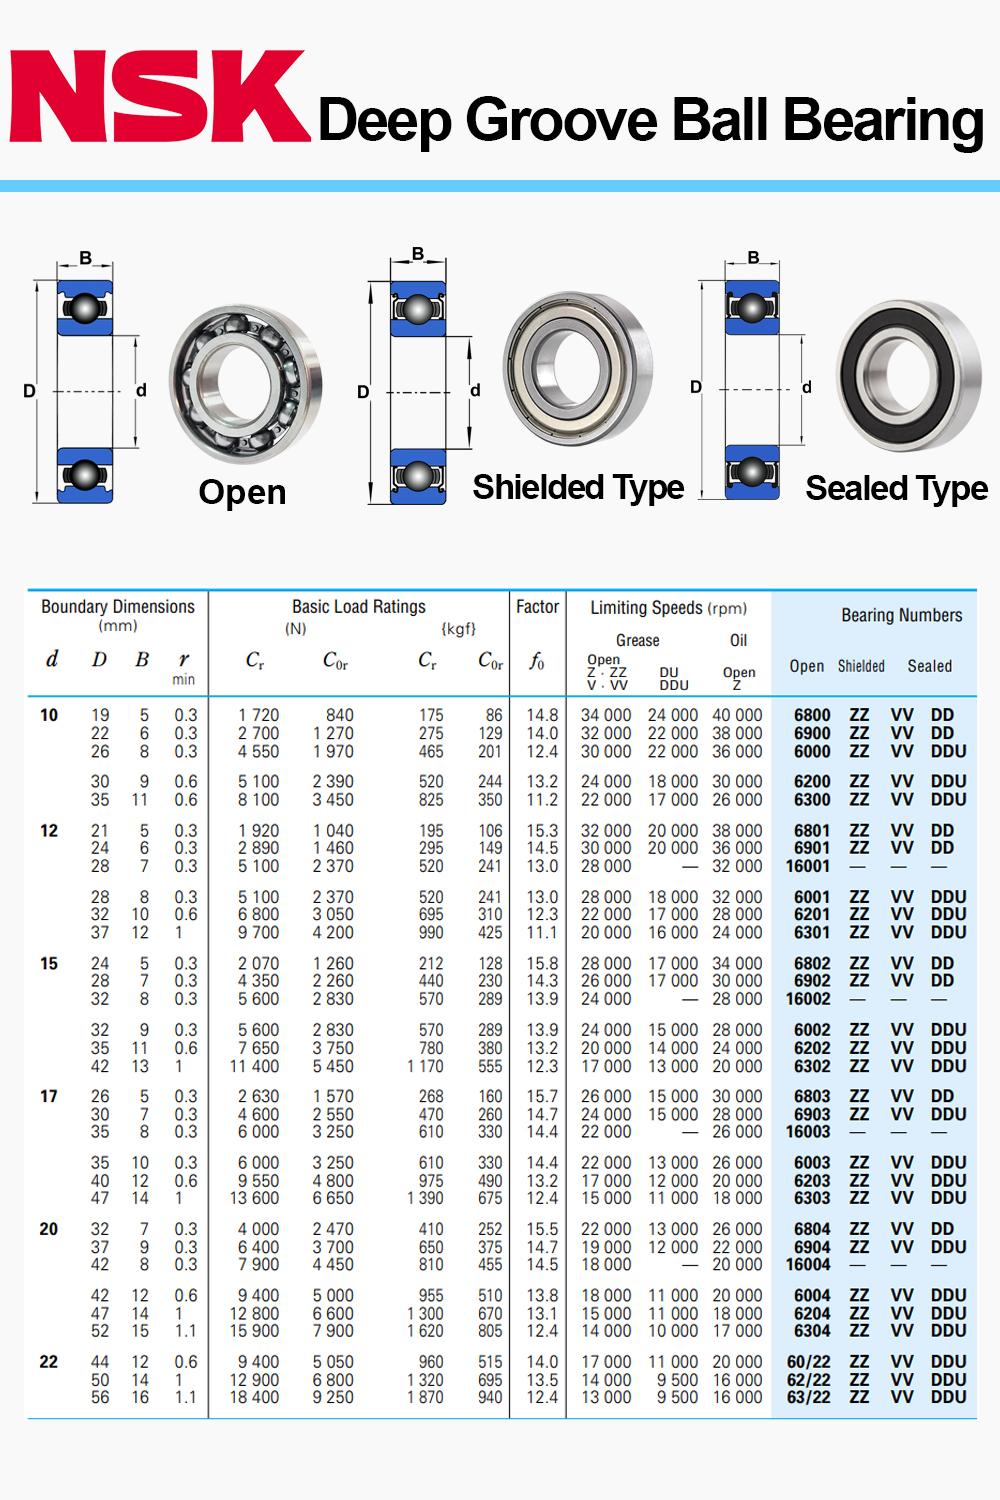 NSK Deep Groove Ball Bearing
B B B
D d D d D d
Open Shielded Type Sealed Type
Boundary Dimensions Basic Load Ratings Factor Limiting Speeds (rpm) Bearing Numbers
(mm) (N) {kgf} Grease Oil
d D B r Cr C0r Cr C0r f0 Open DU Open Open Shielded Sealed
min Z · ZZ DDU Z
V · VV
10 19 5 0.3 1 720 840 175 86 14.8 34 000 24 000 40 000 6800 ZZ VV DD
22 6 0.3 2 700 1 270 275 129 14.0 32 000 22 000 38 000 6900 ZZ VV DD
26 8 0.3 4 550 1 970 465 201 12.4 30 000 22 000 36 000 6000 ZZ VV DDU
30 9 0.6 5 100 2 390 520 244 13.2 24 000 18 000 30 000 6200 ZZ VV DDU
35 11 0.6 8 100 3 450 825 350 11.2 22 000 17 000 26 000 6300 ZZ VV DDU
12 21 5 0.3 1 920 1 040 195 106 15.3 32 000 20 000 38 000 6801 ZZ VV DD
24 6 0.3 2 890 1 460 295 149 14.5 30 000 20 000 36 000 6901 ZZ VV DD
28 7 0.3 5 100 2 370 520 241 13.0 28 000 — 32 000 16001 — — —
28 8 0.3 5 100 2 370 520 241 13.0 28 000 18 000 32 000 6001 ZZ VV DDU
32 10 0.6 6 800 3 050 695 310 12.3 22 000 17 000 28 000 6201 ZZ VV DDU
37 12 1 9 700 4 200 990 425 11.1 20 000 16 000 24 000 6301 ZZ VV DDU
15 24 5 0.3 2 070 1 260 212 128 15.8 28 000 17 000 34 000 6802 ZZ VV DD
28 7 0.3 4 350 2 260 440 230 14.3 26 000 17 000 30 000 6902 ZZ VV DD
32 8 0.3 5 600 2 830 570 289 13.9 24 000 — 28 000 16002 — — —
32 9 0.3 5 600 2 830 570 289 13.9 24 000 15 000 28 000 6002 ZZ VV DDU
35 11 0.6 7 650 3 750 780 380 13.2 20 000 14 000 24 000 6202 ZZ VV DDU
42 13 1 11 400 5 450 1 170 555 12.3 17 000 13 000 20 000 6302 ZZ VV DDU
17 26 5 0.3 2 630 1 570 268 160 15.7 26 000 15 000 30 000 6803 ZZ VV DD
30 7 0.3 4 600 2 550 470 260 14.7 24 000 15 000 28 000 6903 ZZ VV DDU
35 8 0.3 6 000 3 250 610 330 14.4 22 000 — 26 000 16003 — — —
35 10 0.3 6 000 3 250 610 330 14.4 22 000 13 000 26 000 6003 ZZ VV DDU
40 12 0.6 9 550 4 800 975 490 13.2 17 000 12 000 20 000 6203 ZZ VV DDU
47 14 1 13 600 6 650 1 390 675 12.4 15 000 11 000 18 000 6303 ZZ VV DDU
20 32 7 0.3 4 000 2 470 410 252 15.5 22 000 13 000 26 000 6804 ZZ VV DD
37 9 0.3 6 400 3 700 650 375 14.7 19 000 12 000 22 000 6904 ZZ VV DDU
42 8 0.3 7 900 4 450 810 455 14.5 18 000 — 20 000 16004 — — —
42 12 0.6 9 400 5 000 955 510 13.8 18 000 11 000 20 000 6004 ZZ VV DDU
47 14 1 12 800 6 600 1 300 670 13.1 15 000 11 000 18 000 6204 ZZ VV DDU
52 15 1.1 15 900 7 900 1 620 805 12.4 14 000 10 000 17 000 6304 ZZ VV DDU
22 44 12 0.6 9 400 5 050 960 515 14.0 17 000 11 000 20 000 60/22 ZZ VV DDU
50 14 1 12 900 6 800 1 320 695 13.5 14 000 9 500 16 000 62/22 ZZ VV DDU
56 16 1.1 18 400 9 250 1 870 940 12.4 13 000 9 500 16 000 63/22 ZZ VV DDU